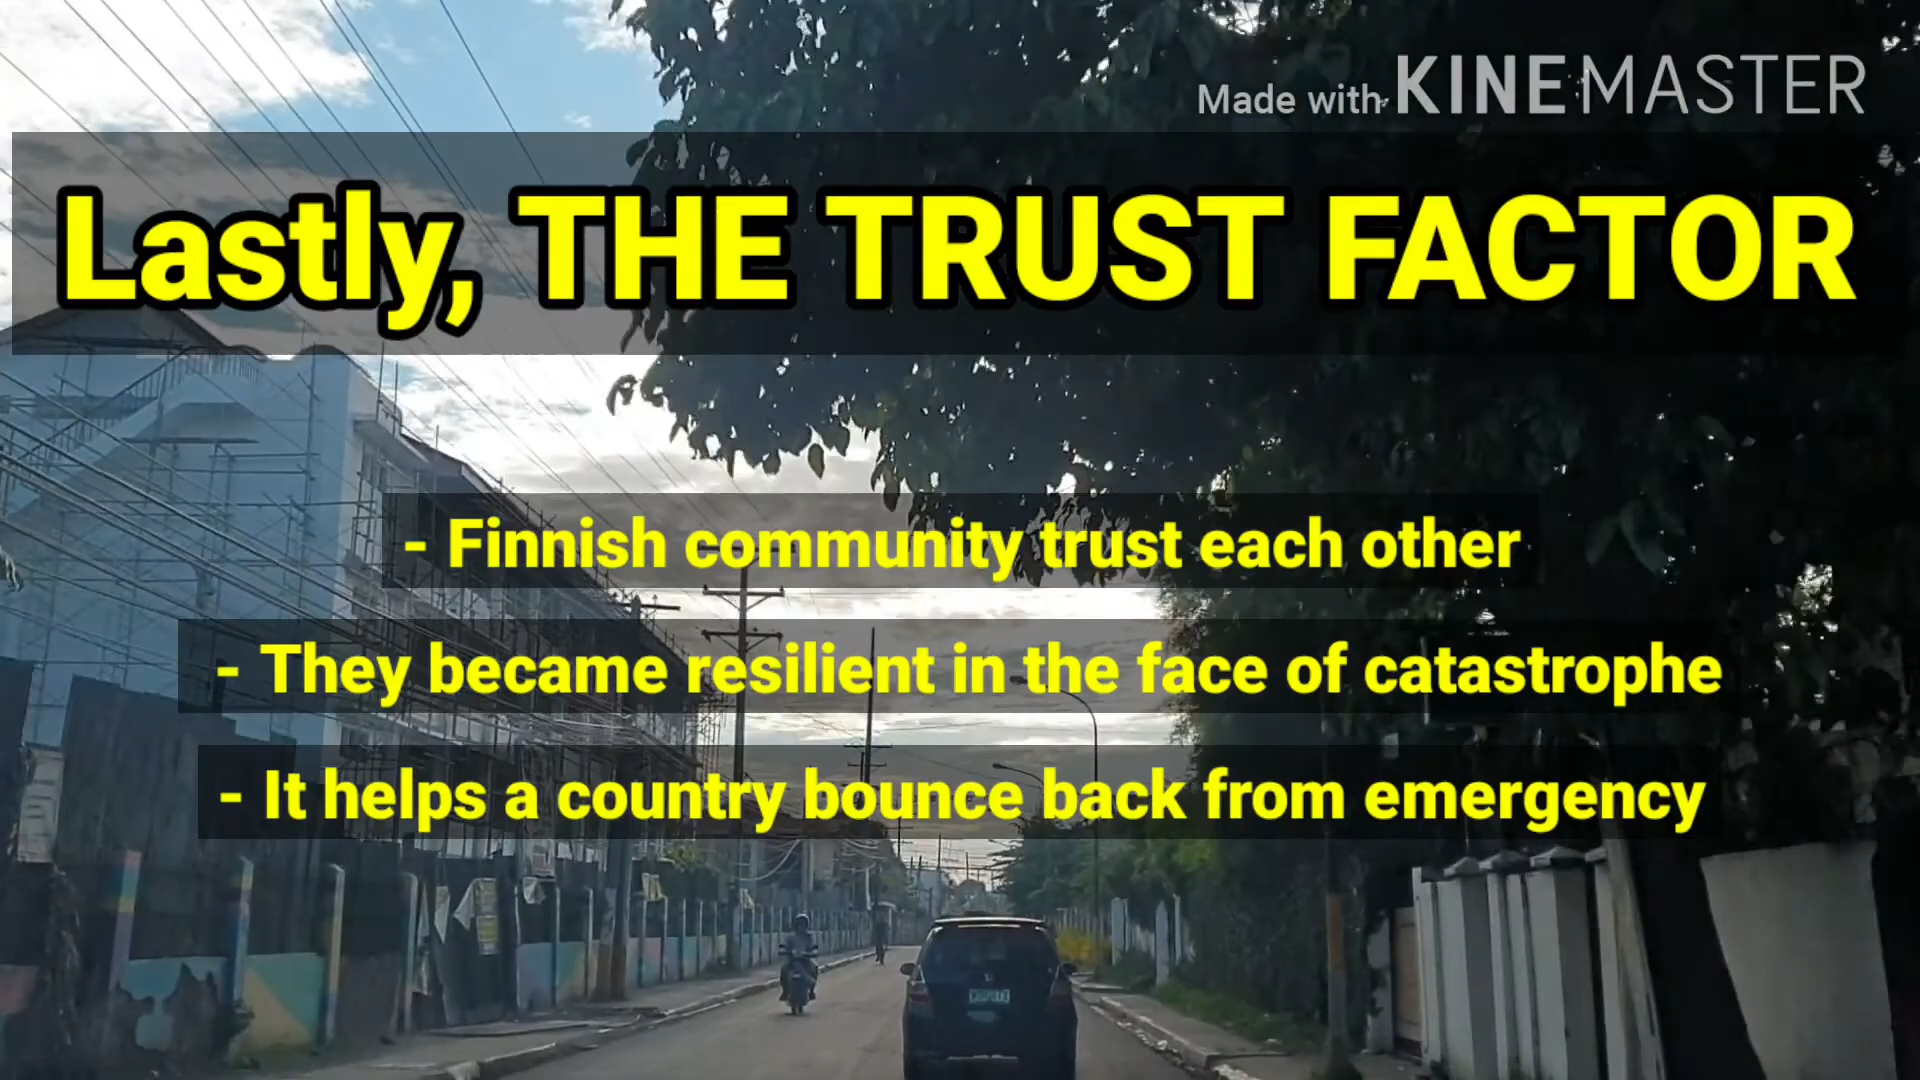 Made with KINEMASTER
Lastly, THE TRUST FACTOR
- Finnish community trust each other
- They became resilient in the face of catastrophe
- It helps a country bounce back from emergency